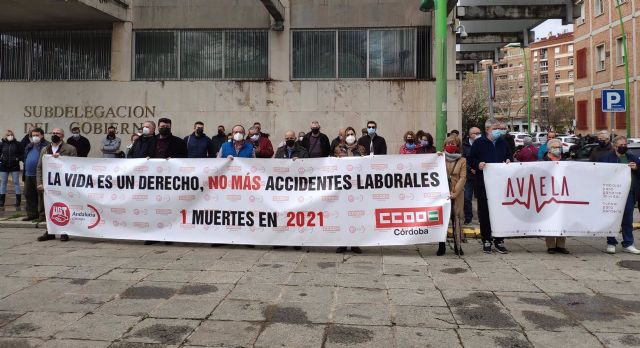 SUBDELEGACION
DEL GOBIERNO
P
LA VIDA ES UN DERECHO, NO MÁS ACCIDENTES LABORALES
1 MUERTES EN 2021
UGT
Andalucía
Córdoba
CCOO
Córdoba
AVAELA